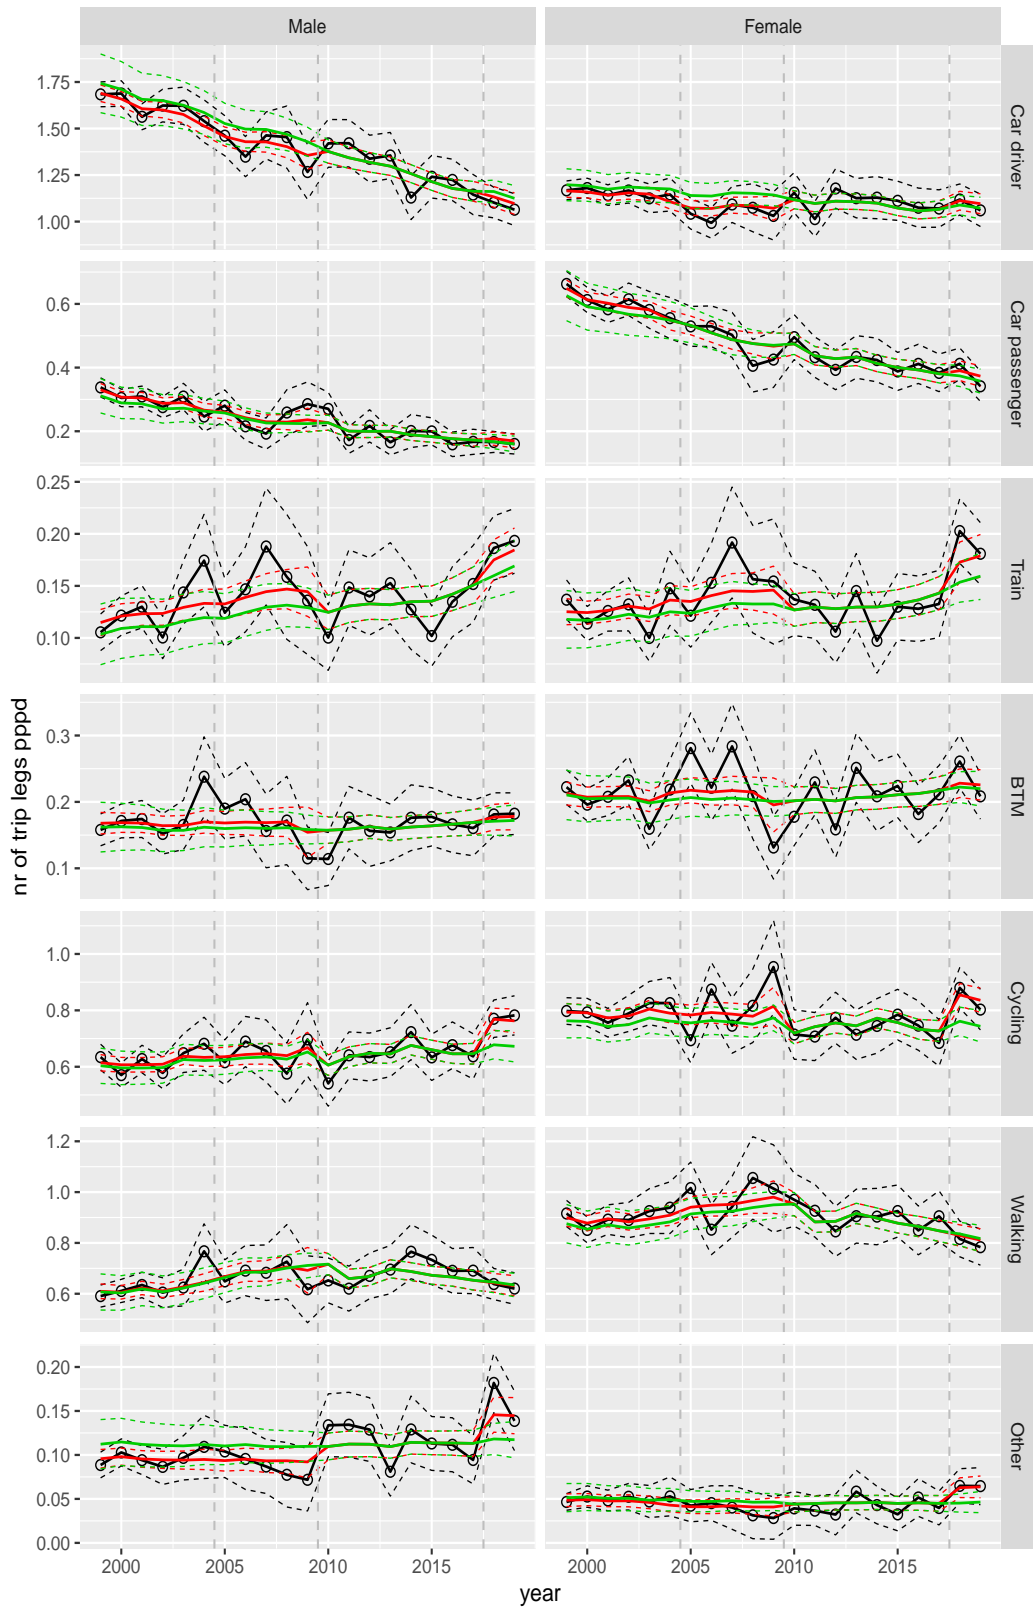 Male Female
1.75
1.50
1.25
1.00
Car driver
0.6
0.4
0.2
Car passenger
0.25
0.20
0.15
0.10
Train
0.3
0.2
0.1
BTM
1.0
0.8
0.6
Cycling
1.2
1.0
0.8
0.6
Walking
0.20
0.15
0.10
0.05
0.00
Other
nr of trip legs pppd
2000 2005 2010 2015 2000 2005 2010 2015
year